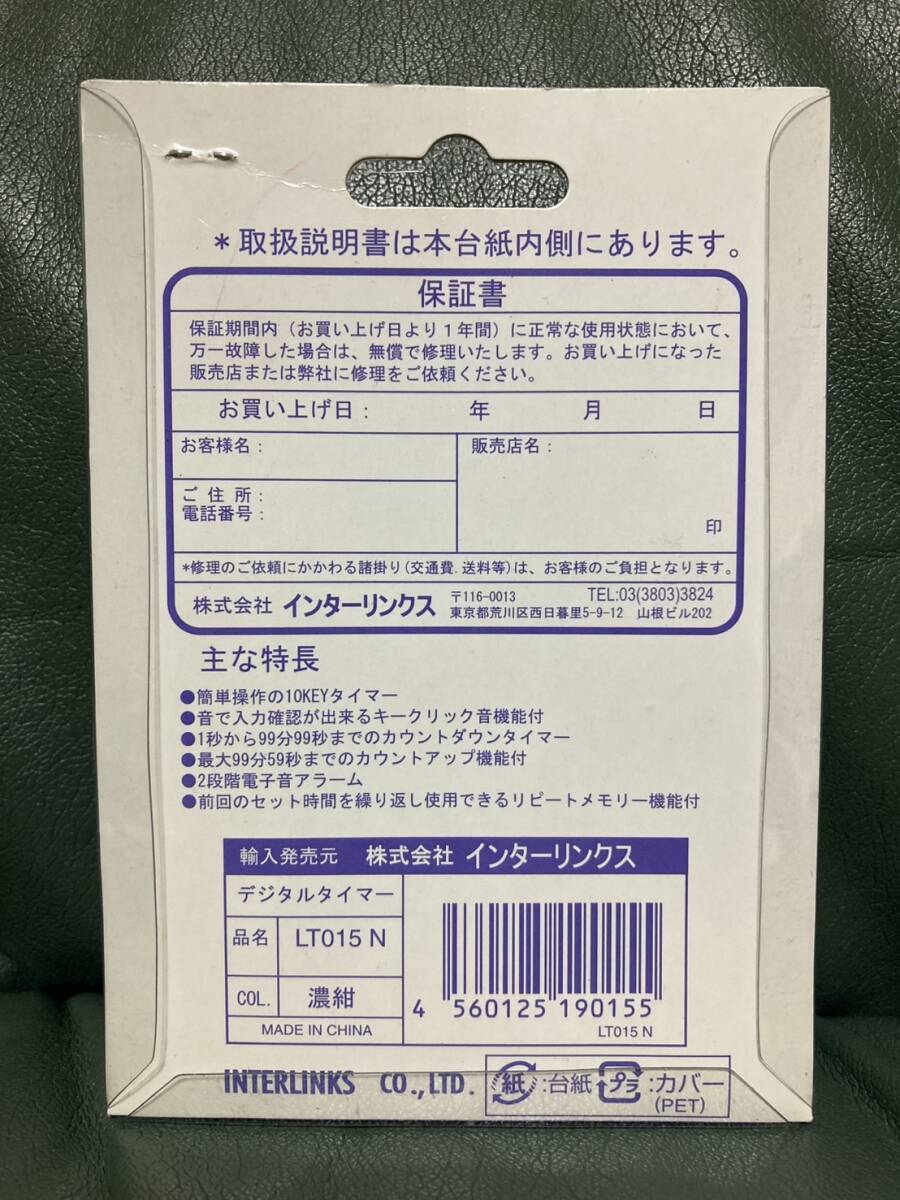 ＊取扱説明書は本台紙内側にあります。
保証書
保証期間内（お買い上げ日より１年間）に正常な使用状態において、
万一故障した場合は、無償で修理いたします。お買い上げになった
販売店または弊社に修理をご依頼ください。
お買い上げ日： 年 月 日
お客様名：
販売店名：
ご 住 所：
電話番号：
印
*修理のご依頼にかかわる諸掛り(交通費.送料等)は、お客様のご負担となります。
株式会社 インターリンクス
〒116-0013 TEL:03(3803)3824
東京都荒川区西日暮里5-9-12 山根ビル202
主な特長
●簡単操作の10KEYタイマー
●音で入力確認が出来るキークリック音機能付
●1秒から99分99秒までのカウントダウンタイマー
●最大99分59秒までのカウントアップ機能付
●2段階電子音アラーム
●前回のセット時間を繰り返し使用できるリピートメモリー機能付
輸入発売元 株式会社 インターリンクス
デジタルタイマー
品名 LT015 N
COL. 濃紺
MADE IN CHINA
4 560125 190155
LT015 N
INTERLINKS CO.,LTD.
紙:台紙 プラ:カバー
(PET)